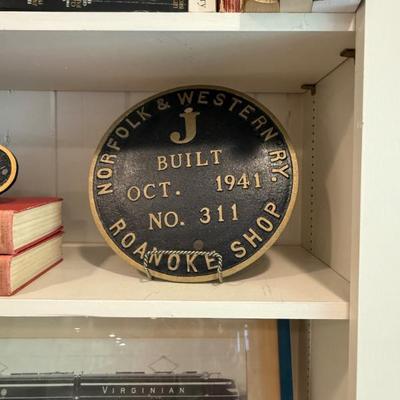 NORFOLK & WESTERN RY.
J
BUILT
OCT. 1941
NO. 311
ROANOKE SHOP
VIRGINIAN